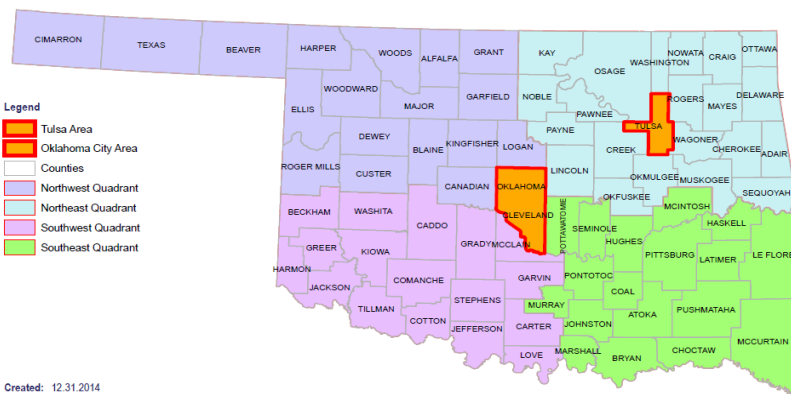 CIMARRON
TEXAS
BEAVER
HARPER
WOODS
ALFALFA
GRANT
KAY
OSAGE
WASHINGTON
NOWATA
CRAIG
OTTAWA
WOODWARD
ELLIS
MAJOR
GARFIELD
NOBLE
PAWNEE
ROGERS
MAYES
DELAWARE
Legend
Tulsa Area
Oklahoma City Area
Counties
Northwest Quadrant
Northeast Quadrant
Southwest Quadrant
Southeast Quadrant
DEWEY
BLAINE
KINGFISHER
LOGAN
PAYNE
CREEK
TULSA
WAGONER
CHEROKEE
ADAIR
ROGER MILLS
CUSTER
CANADIAN
OKLAHOMA
LINCOLN
OKMULGEE
MUSKOGEE
SEQUOYAH
OKFUSKEE
MCINTOSH
BECKHAM
WASHITA
CADDO
CLEVELAND
POTTAWATOME
SEMINOLE
HASKELL
GREER
KIOWA
GRADY
MCCLAIN
HUGHES
PITTSBURG
LATIMER
LE FLORE
HARMON
JACKSON
COMANCHE
GARVIN
PONTOTOC
COAL
TILLMAN
COTTON
STEPHENS
MURRAY
ATOKA
PUSHMATAHA
JEFFERSON
CARTER
JOHNSTON
MCCURTAIN
LOVE
MARSHALL
BRYAN
CHOCTAW
Created: 12.31.2014